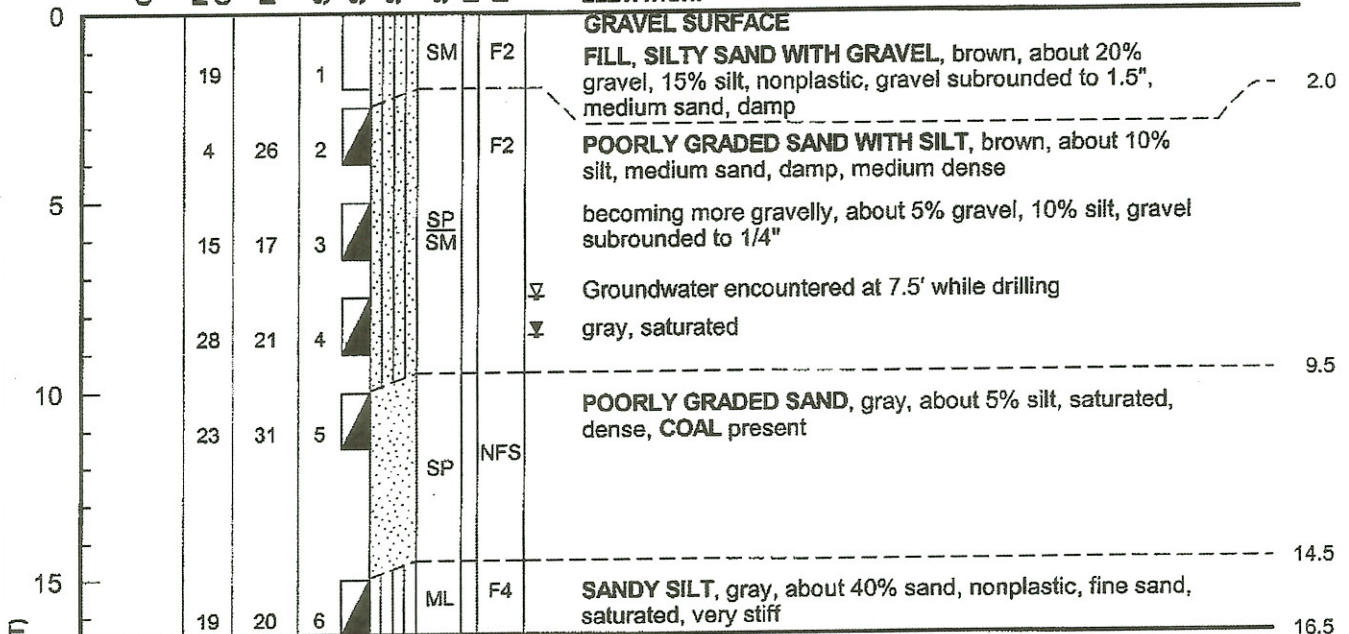 0
GRAVEL SURFACE
SM F2 FILL, SILTY SAND WITH GRAVEL, brown, about 20%
19 1 gravel, 15% silt, nonplastic, gravel subrounded to 1.5", 2.0
medium sand, damp
4 26 2 F2 POORLY GRADED SAND WITH SILT, brown, about 10%
silt, medium sand, damp, medium dense
5 SP becoming more gravelly, about 5% gravel, 10% silt, gravel
15 17 3 SM subrounded to 1/4"
Groundwater encountered at 7.5' while drilling
28 21 4 gray, saturated
9.5
10 POORLY GRADED SAND, gray, about 5% silt, saturated,
23 31 5 dense, COAL present
SP NFS
14.5
15 ML F4 SANDY SILT, gray, about 40% sand, nonplastic, fine sand,
19 20 6 saturated, very stiff
16.5